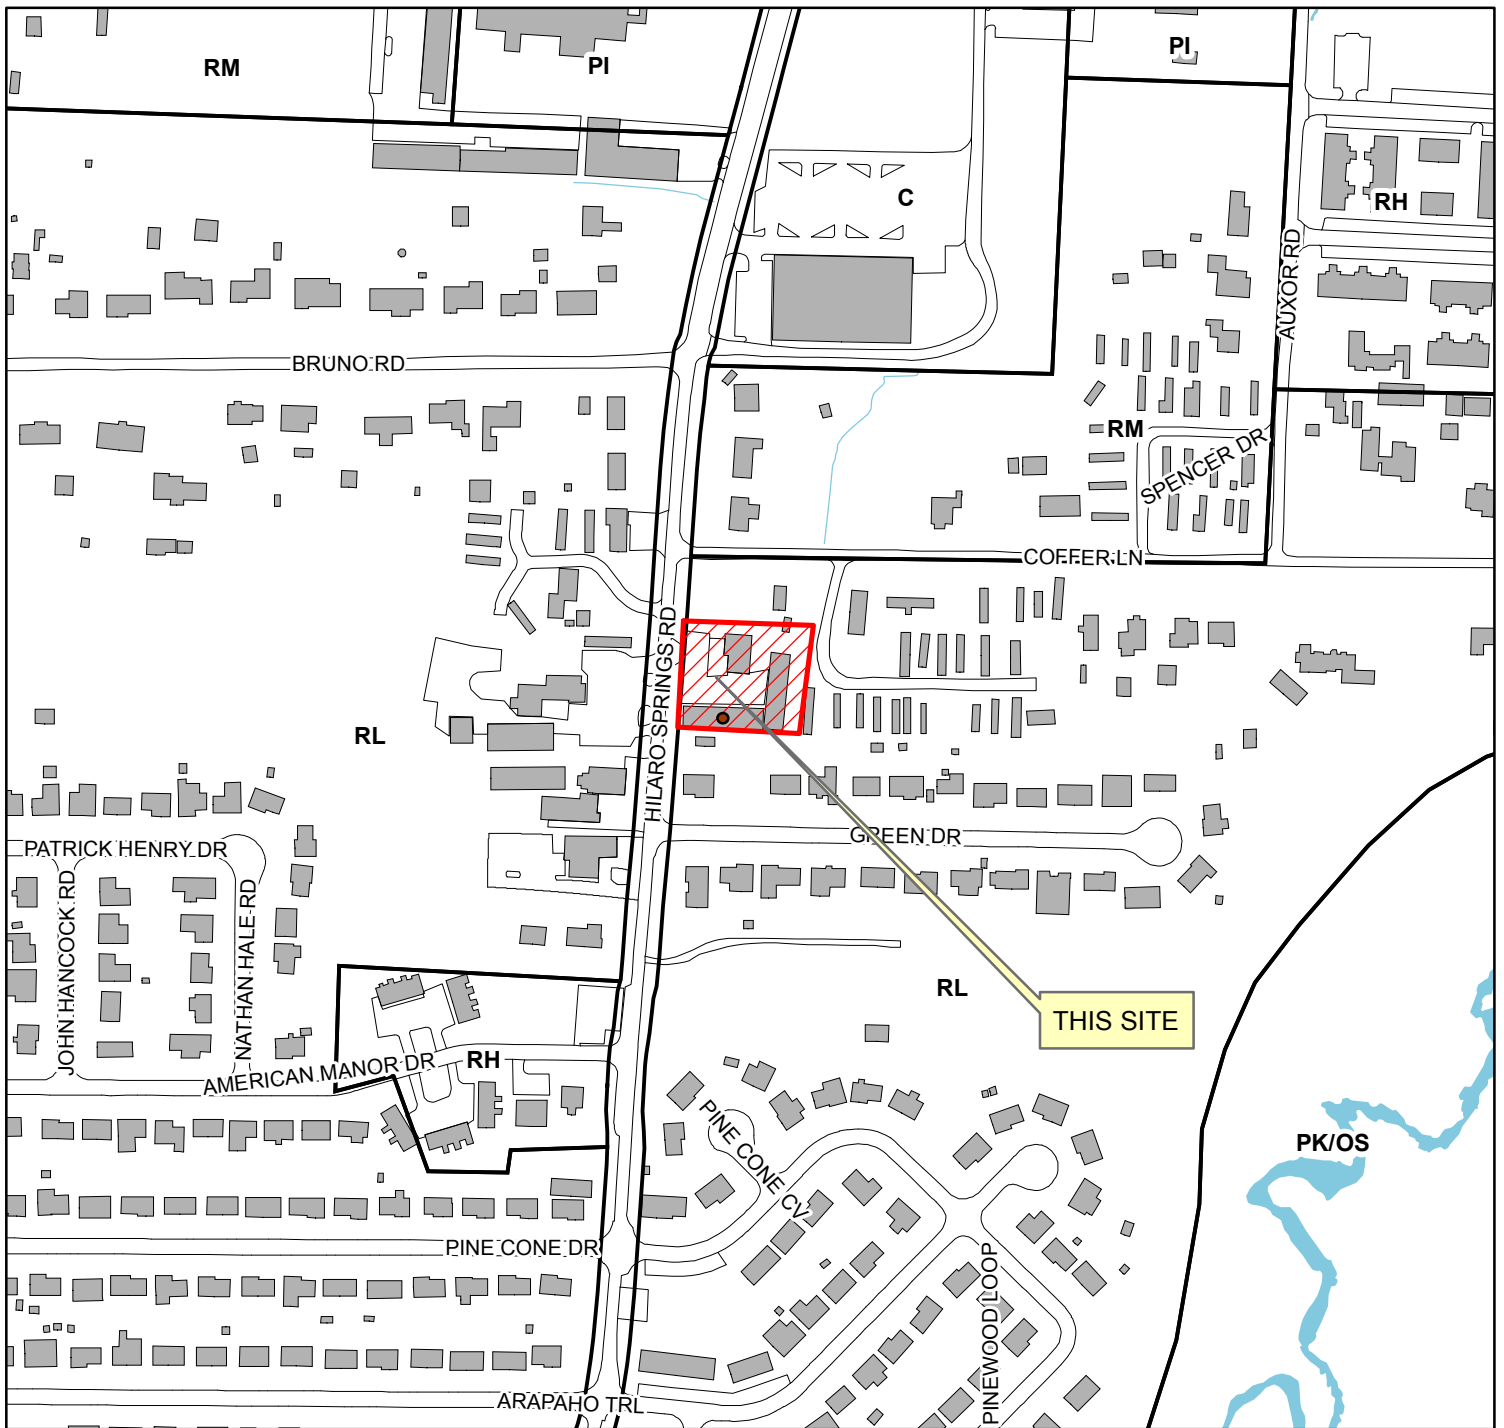 PI
RM
PI
C
RH
AUXOR RD
BRUNO RD
RM
SPENCER DR
COFFER LN
HILARO SPRINGS RD
RL
GREEN DR
PATRICK HENRY DR
JOHN HANCOCK RD
NATHAN HALE RD
RL
THIS SITE
AMERICAN MANOR DR
RH
PINE CONE CV
PK/OS
PINE CONE DR
PINEWOOD LOOP
ARAPAHO TRL